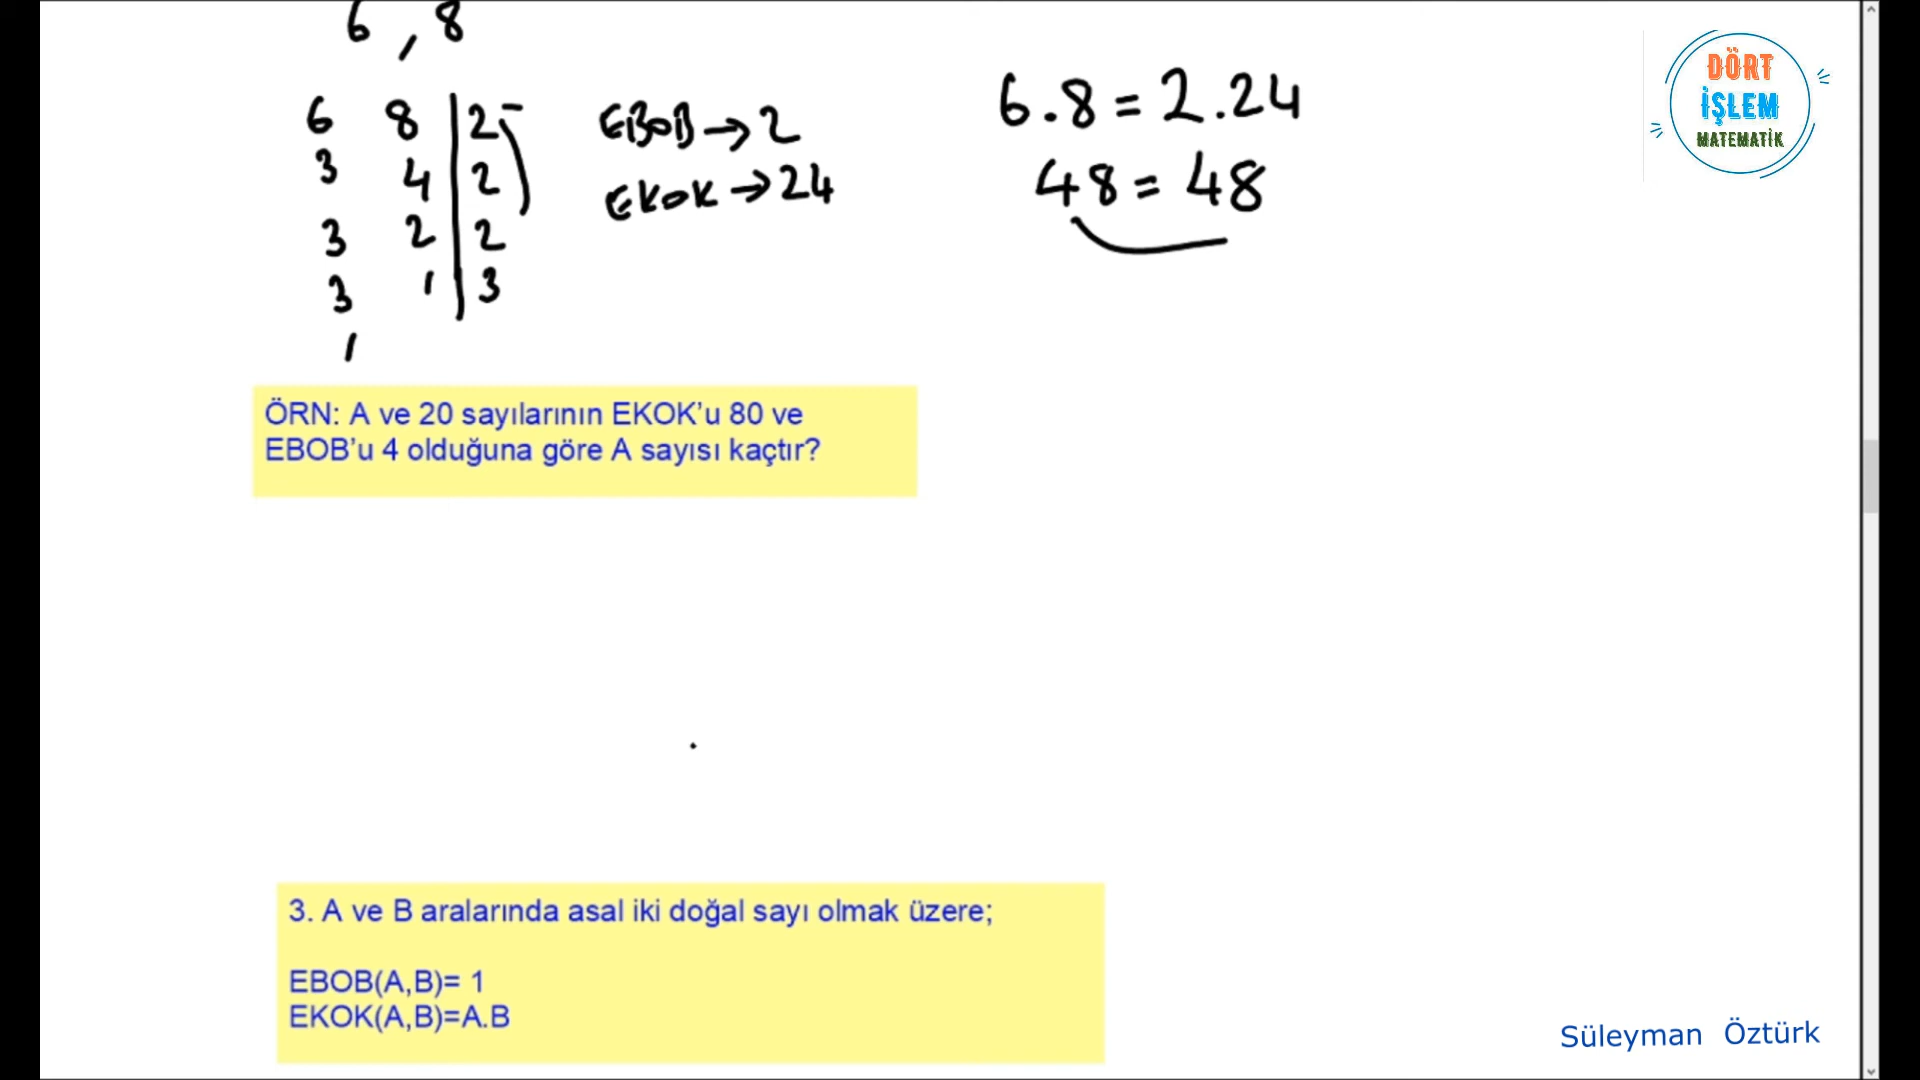 6 , 8
6 8 2
3 4 2
3 2 2
3 1 3
1
EBOB→2
EKOK→24
6.8=2.24
48=48
DÖRT
İŞLEM
MATEMATİK
ÖRN: A ve 20 sayılarının EKOK'u 80 ve
EBOB'u 4 olduğuna göre A sayısı kaçtır?
3. A ve B aralarında asal iki doğal sayı olmak üzere;
EBOB(A,B)= 1
EKOK(A,B)=A.B
Süleyman Öztürk